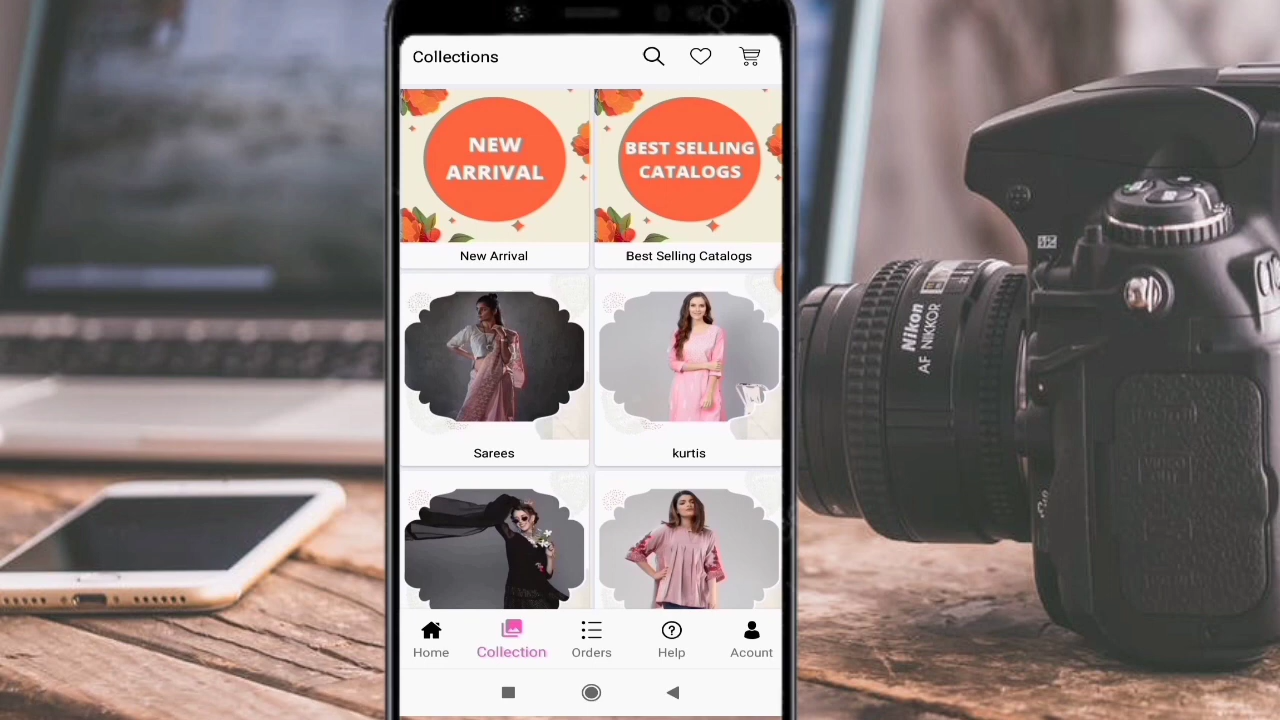 Collections
NEW
ARRIVAL
BEST SELLING
CATALOGS
New Arrival
Best Selling Catalogs
Sarees
kurtis
Home
Collection
Orders
Help
Acount
Nikon
AF NIKKOR